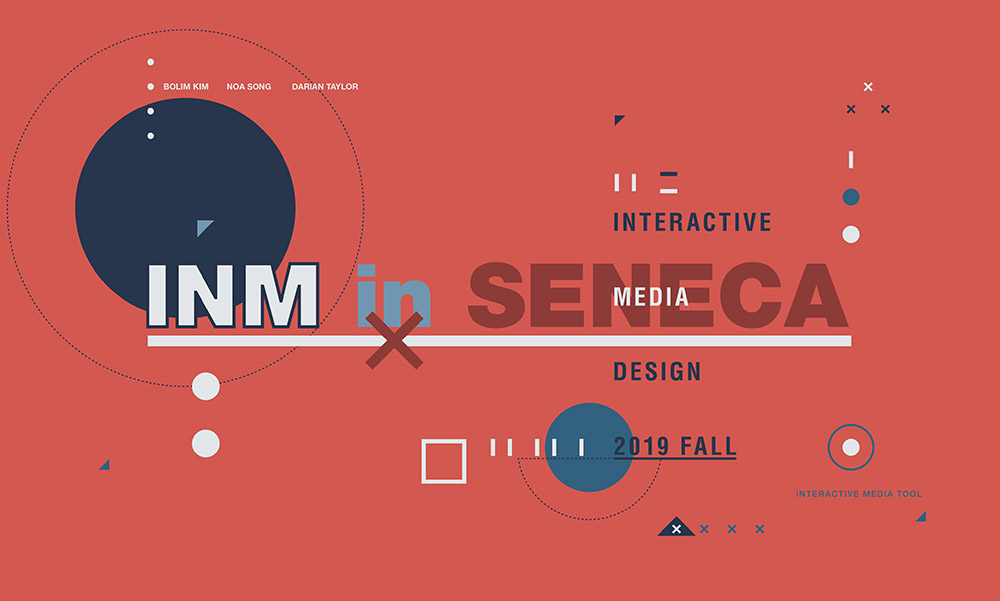 BOLIM KIM NOA SONG DARIAN TAYLOR
INTERACTIVE
INM in SENECA
MEDIA
DESIGN
2019 FALL
INTERACTIVE MEDIA TOOL